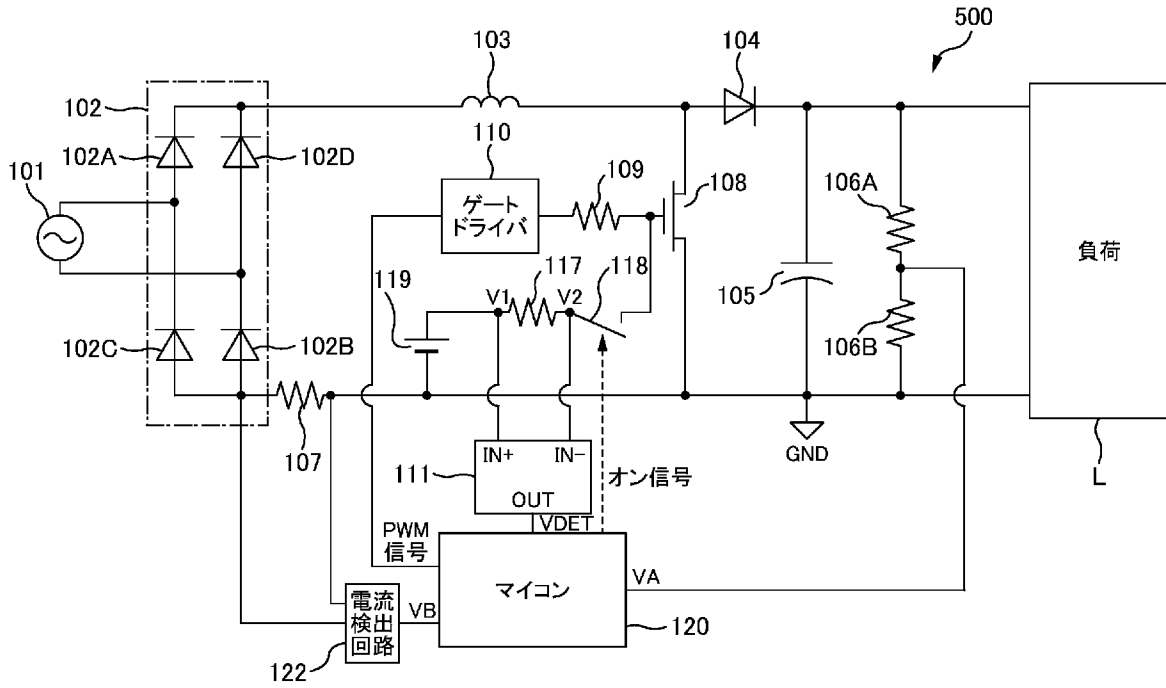 500
103
104
102
110
102A
102D
109
108
106A
101
ゲート
ドライバ
負荷
117
118
119
V1
V2
105
106B
102C
102B
107
GND
IN+ IN-
111
オン信号
L
OUT
VDET
PWM
信号
マイコン
VA
電流
検出
回路
VB
120
122